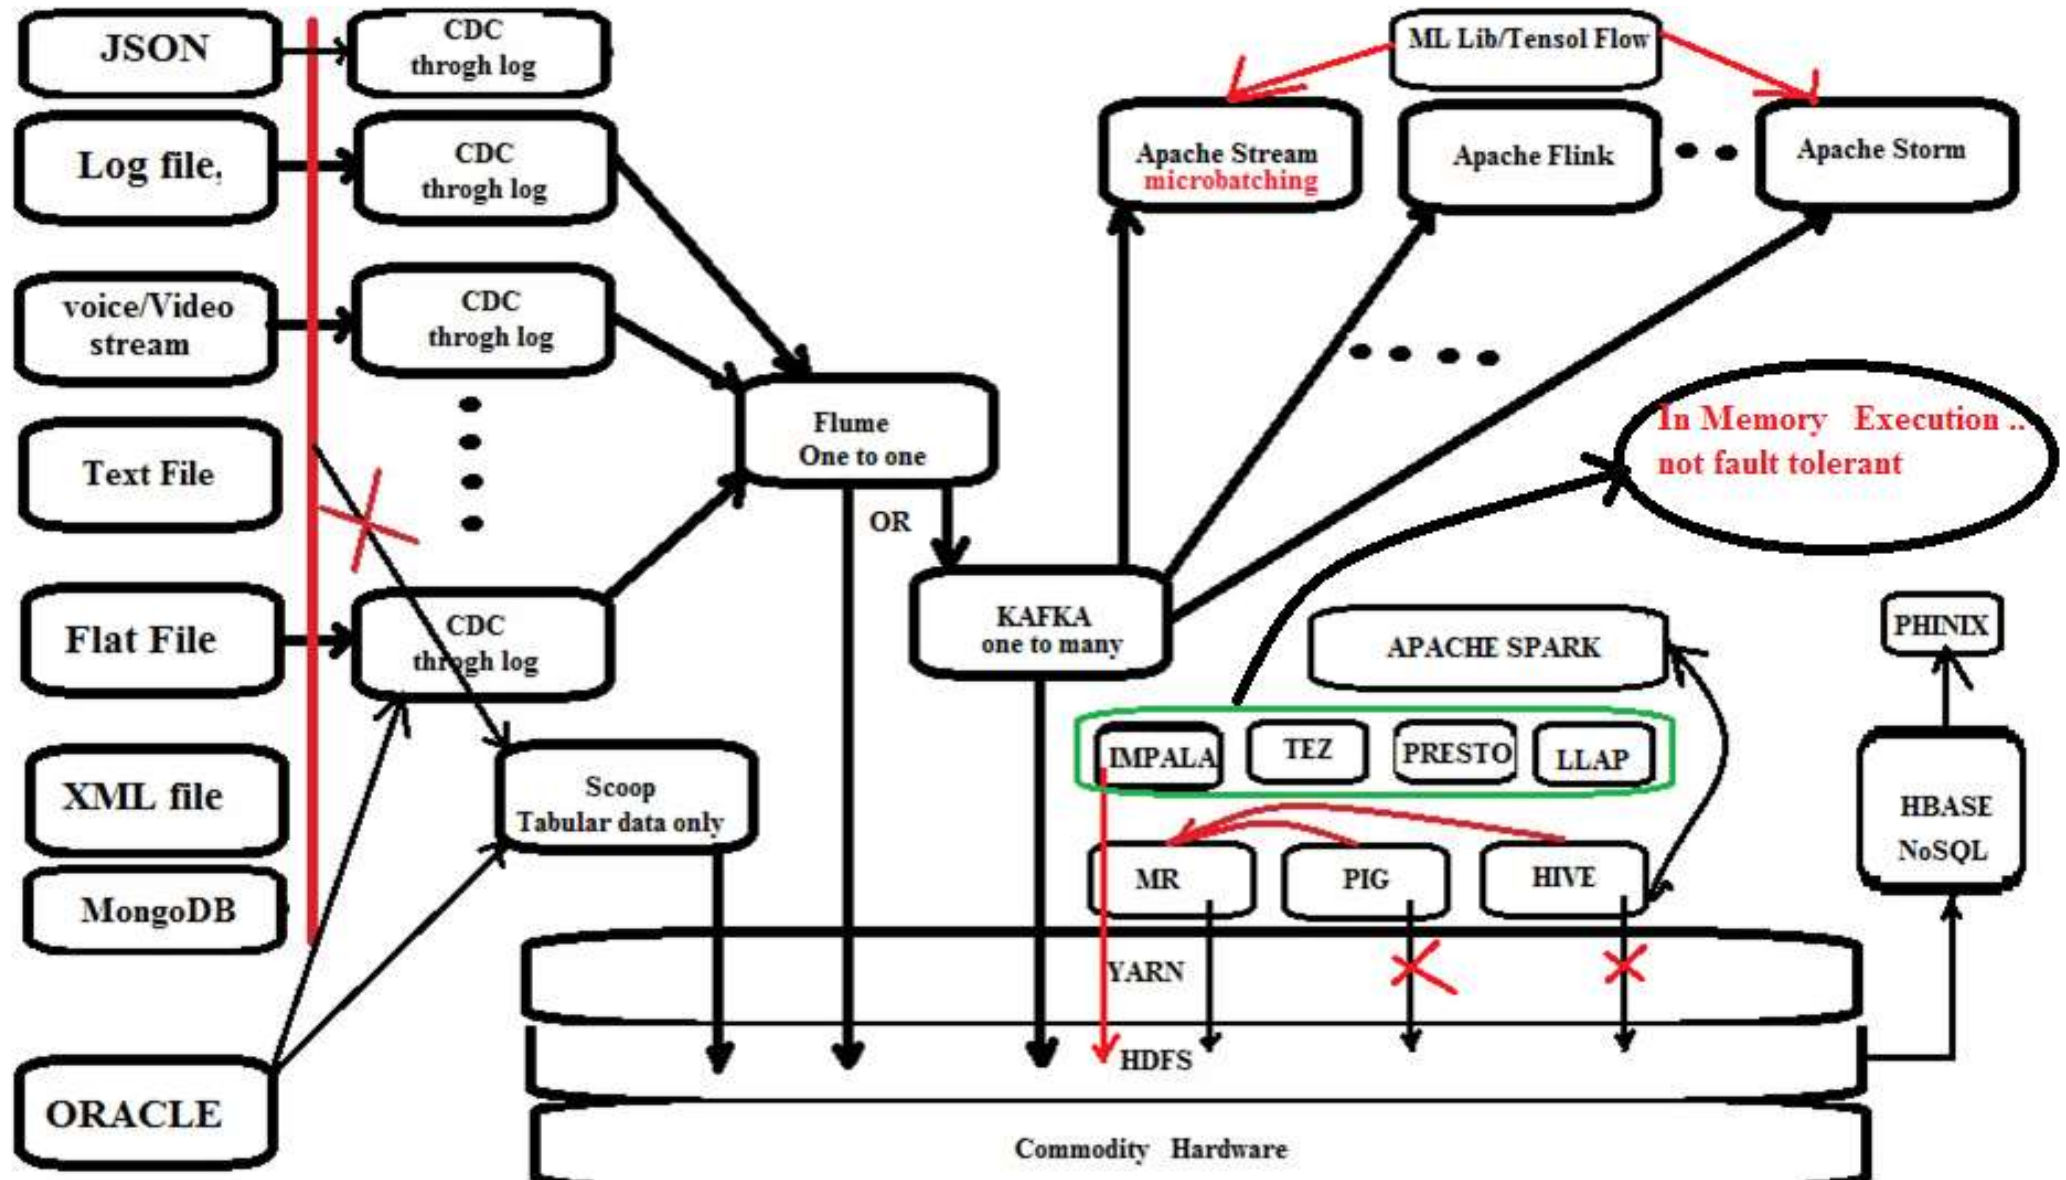 JSON
CDC
throgh log
ML Lib/Tensol Flow
Log file,
CDC
throgh log
Apache Stream
microbatching
Apache Flink
Apache Storm
voice/Video
stream
CDC
throgh log
Text File
Flume
One to one
In Memory Execution ..
not fault tolerant
OR
Flat File
CDC
throgh log
KAFKA
one to many
APACHE SPARK
PHINIX
IMPALA
TEZ
PRESTO
LLAP
XML file
Scoop
Tabular data only
HBASE
NoSQL
MR
PIG
HIVE
MongoDB
YARN
HDFS
ORACLE
Commodity Hardware